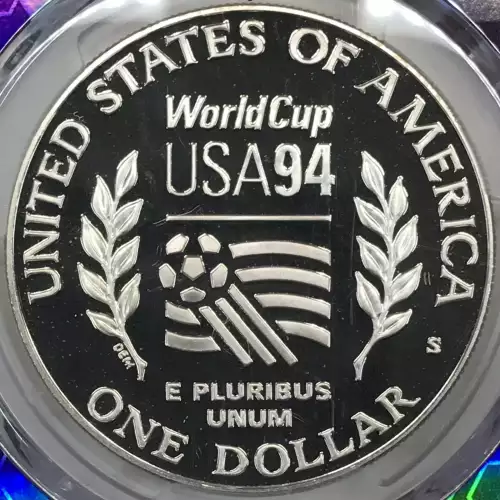 UNITED STATES OF AMERICA
WorldCup
USA94
S
E PLURIBUS
UNUM
ONE DOLLAR